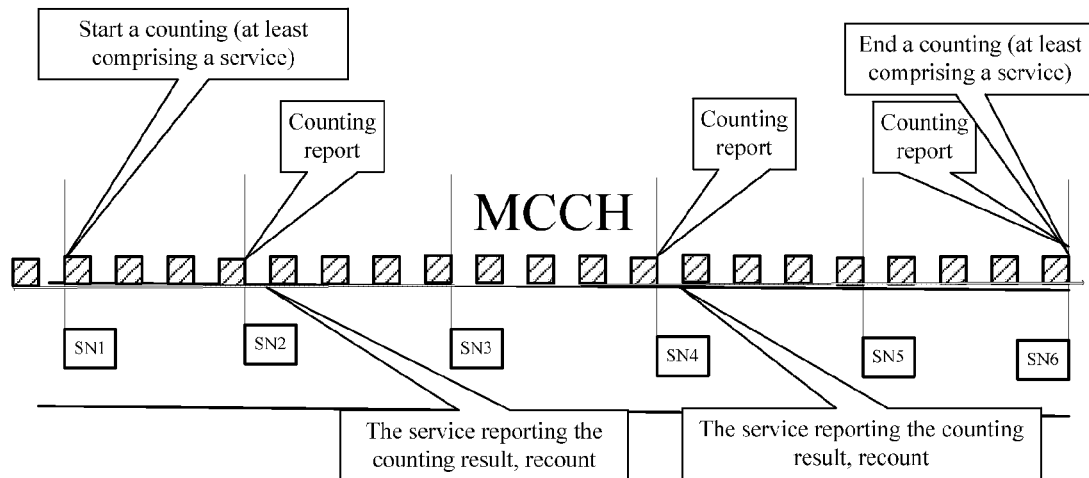 Start a counting (at least
comprising a service)
End a counting (at least
comprising a service)
Counting
report
Counting
report
Counting
report
MCCH
SN1
SN2
SN3
SN4
SN5
SN6
The service reporting the
counting result, recount
The service reporting the counting
result, recount